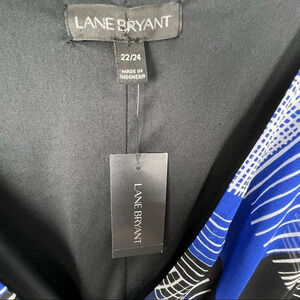 LANE BRYANT
22/24
MADE IN
INDONESIA
LANE BRYANT